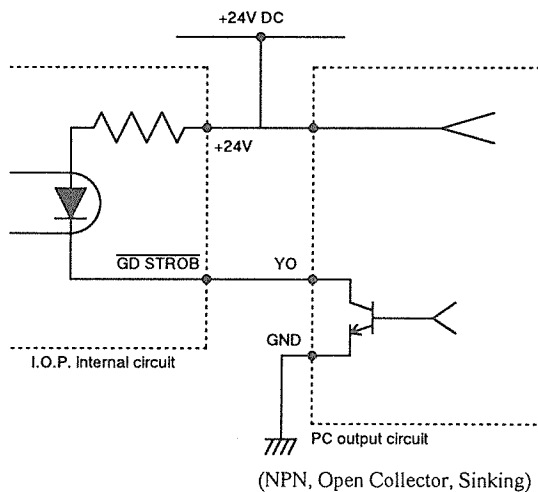 +24V DC
+24V
GD STROB
YO
GND
I.O.P. internal circuit
PC output circuit
(NPN, Open Collector, Sinking)